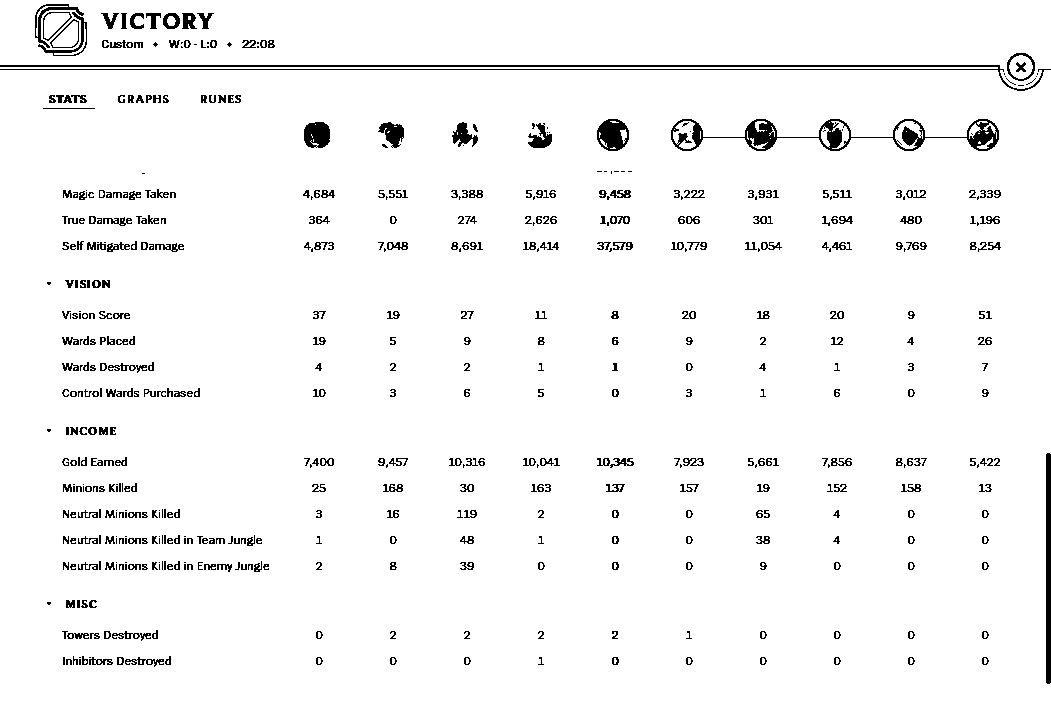 VICTORY
Custom • W:0 - L:0 • 22:08
STATS GRAPHS RUNES
Magic Damage Taken 4,684 5,551 3,388 5,916 9,458 3,222 3,931 5,511 3,012 2,339
True Damage Taken 364 0 274 2,626 1,070 606 301 1,694 480 1,196
Self Mitigated Damage 4,873 7,048 8,691 18,414 37,579 10,779 11,054 4,461 9,769 8,254
VISION
Vision Score 37 19 27 11 8 20 18 20 9 51
Wards Placed 19 5 9 8 6 9 2 12 4 26
Wards Destroyed 4 2 2 1 1 0 4 1 3 7
Control Wards Purchased 10 3 6 5 0 3 1 6 0 9
INCOME
Gold Earned 7,400 9,457 10,316 10,041 10,345 7,923 5,661 7,856 8,637 5,422
Minions Killed 25 168 30 163 137 157 19 152 158 13
Neutral Minions Killed 3 16 119 2 0 0 65 4 0 0
Neutral Minions Killed in Team Jungle 1 0 48 1 0 0 38 4 0 0
Neutral Minions Killed in Enemy Jungle 2 8 39 0 0 0 9 0 0 0
MISC
Towers Destroyed 0 2 2 2 2 1 0 0 0 0
Inhibitors Destroyed 0 0 0 1 0 0 0 0 0 0